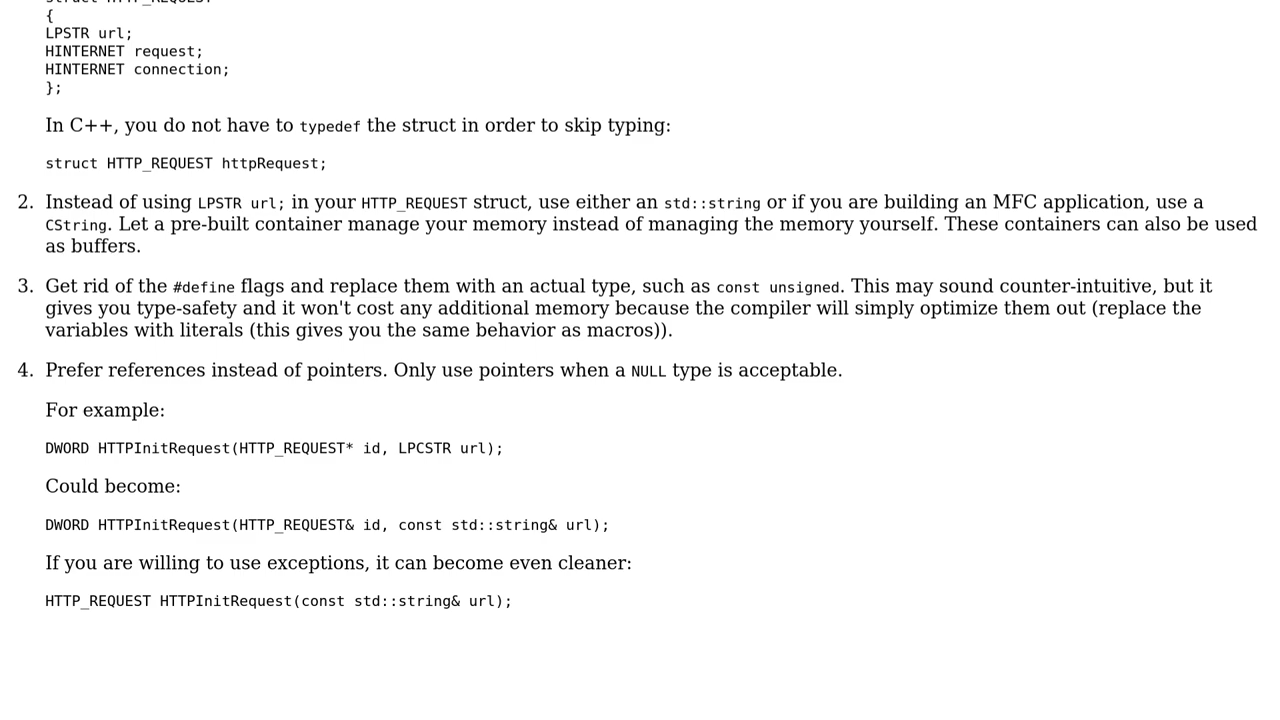 {
LPSTR url;
HINTERNET request;
HINTERNET connection;
};
In C++, you do not have to typedef the struct in order to skip typing:
struct HTTP_REQUEST httpRequest;
2. Instead of using LPSTR url; in your HTTP_REQUEST struct, use either an std::string or if you are building an MFC application, use a
CString. Let a pre-built container manage your memory instead of managing the memory yourself. These containers can also be used
as buffers.
3. Get rid of the #define flags and replace them with an actual type, such as const unsigned. This may sound counter-intuitive, but it
gives you type-safety and it won't cost any additional memory because the compiler will simply optimize them out (replace the
variables with literals (this gives you the same behavior as macros)).
4. Prefer references instead of pointers. Only use pointers when a NULL type is acceptable.
For example:
DWORD HTTPInitRequest(HTTP_REQUEST* id, LPCSTR url);
Could become:
DWORD HTTPInitRequest(HTTP_REQUEST& id, const std::string& url);
If you are willing to use exceptions, it can become even cleaner:
HTTP_REQUEST HTTPInitRequest(const std::string& url);